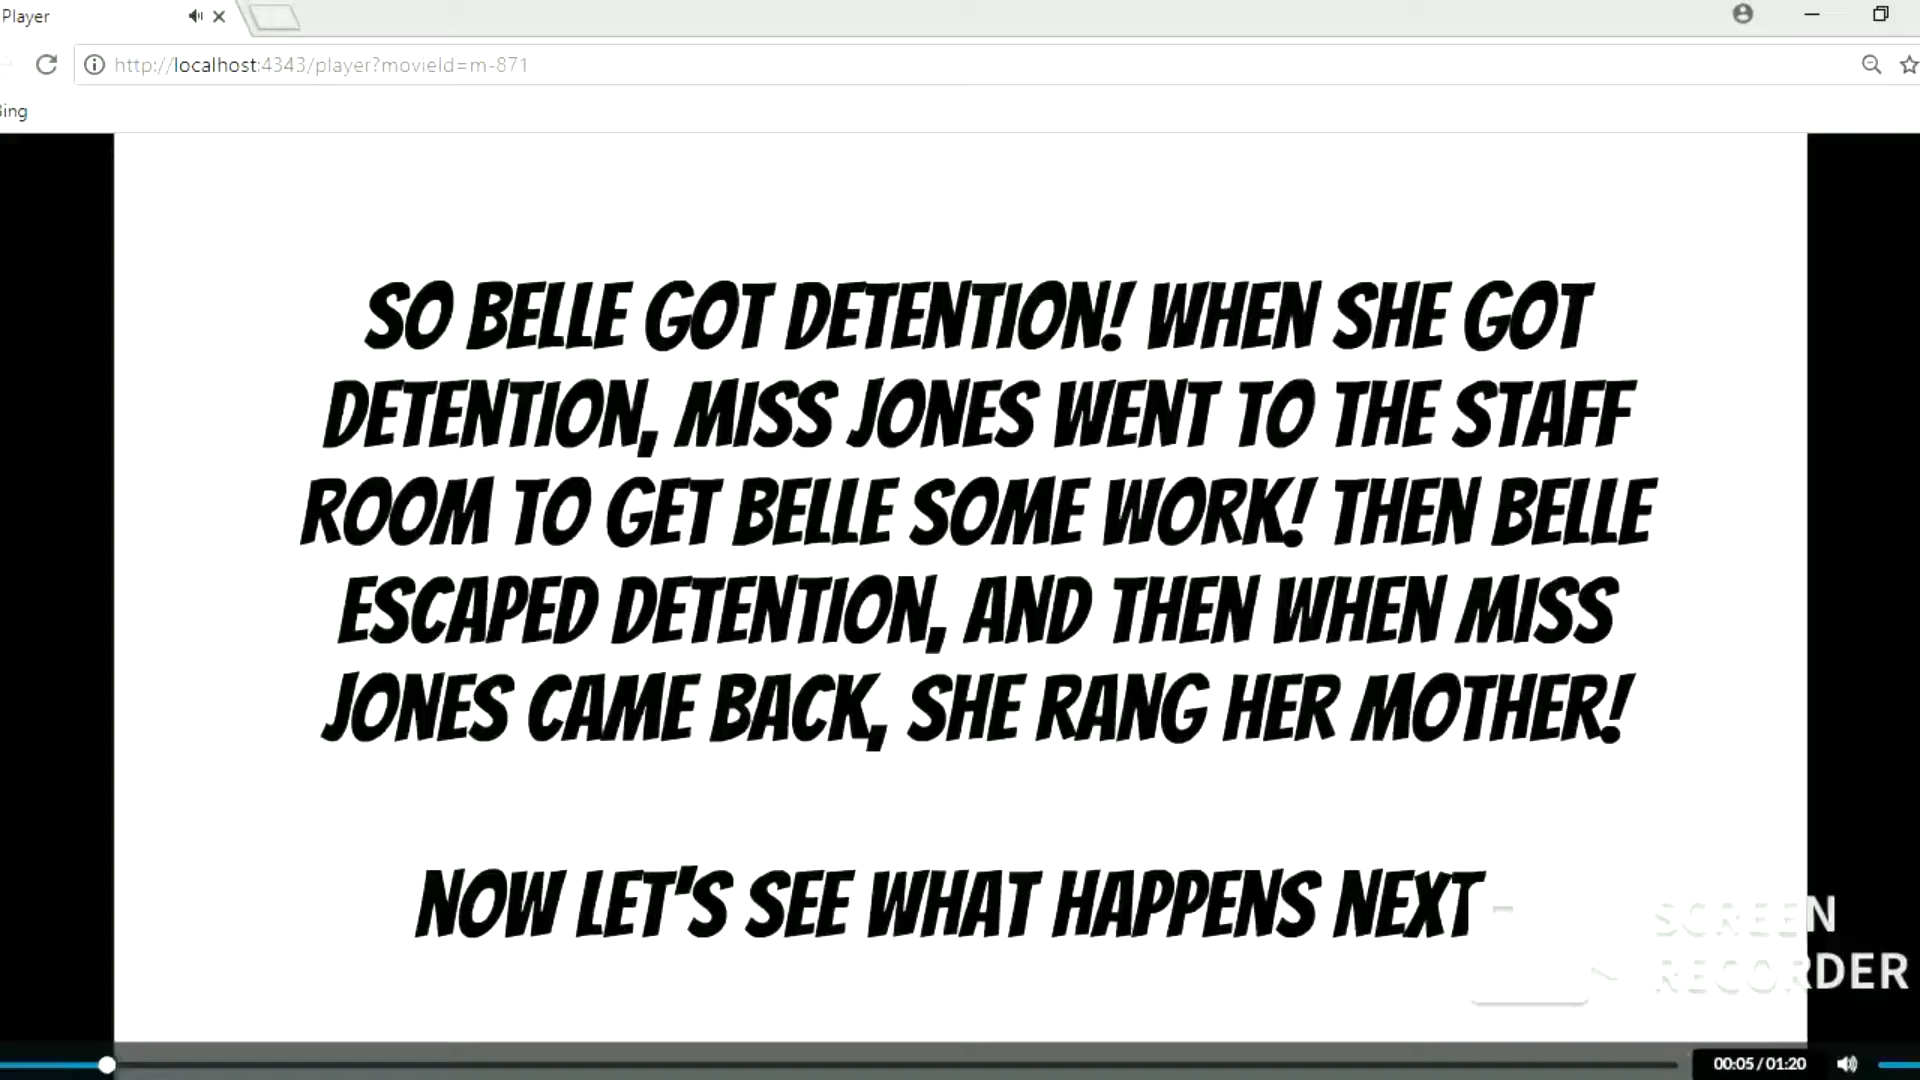 Player
http://localhost:4343/player?movieId=m-871
Bing
SO BELLE GOT DETENTION! WHEN SHE GOT
DETENTION, MISS JONES WENT TO THE STAFF
ROOM TO GET BELLE SOME WORK! THEN BELLE
ESCAPED DETENTION, AND THEN WHEN MISS
JONES CAME BACK, SHE RANG HER MOTHER!
NOW LET'S SEE WHAT HAPPENS NEXT
SCREEN
RECORDER
00:05 / 01:20